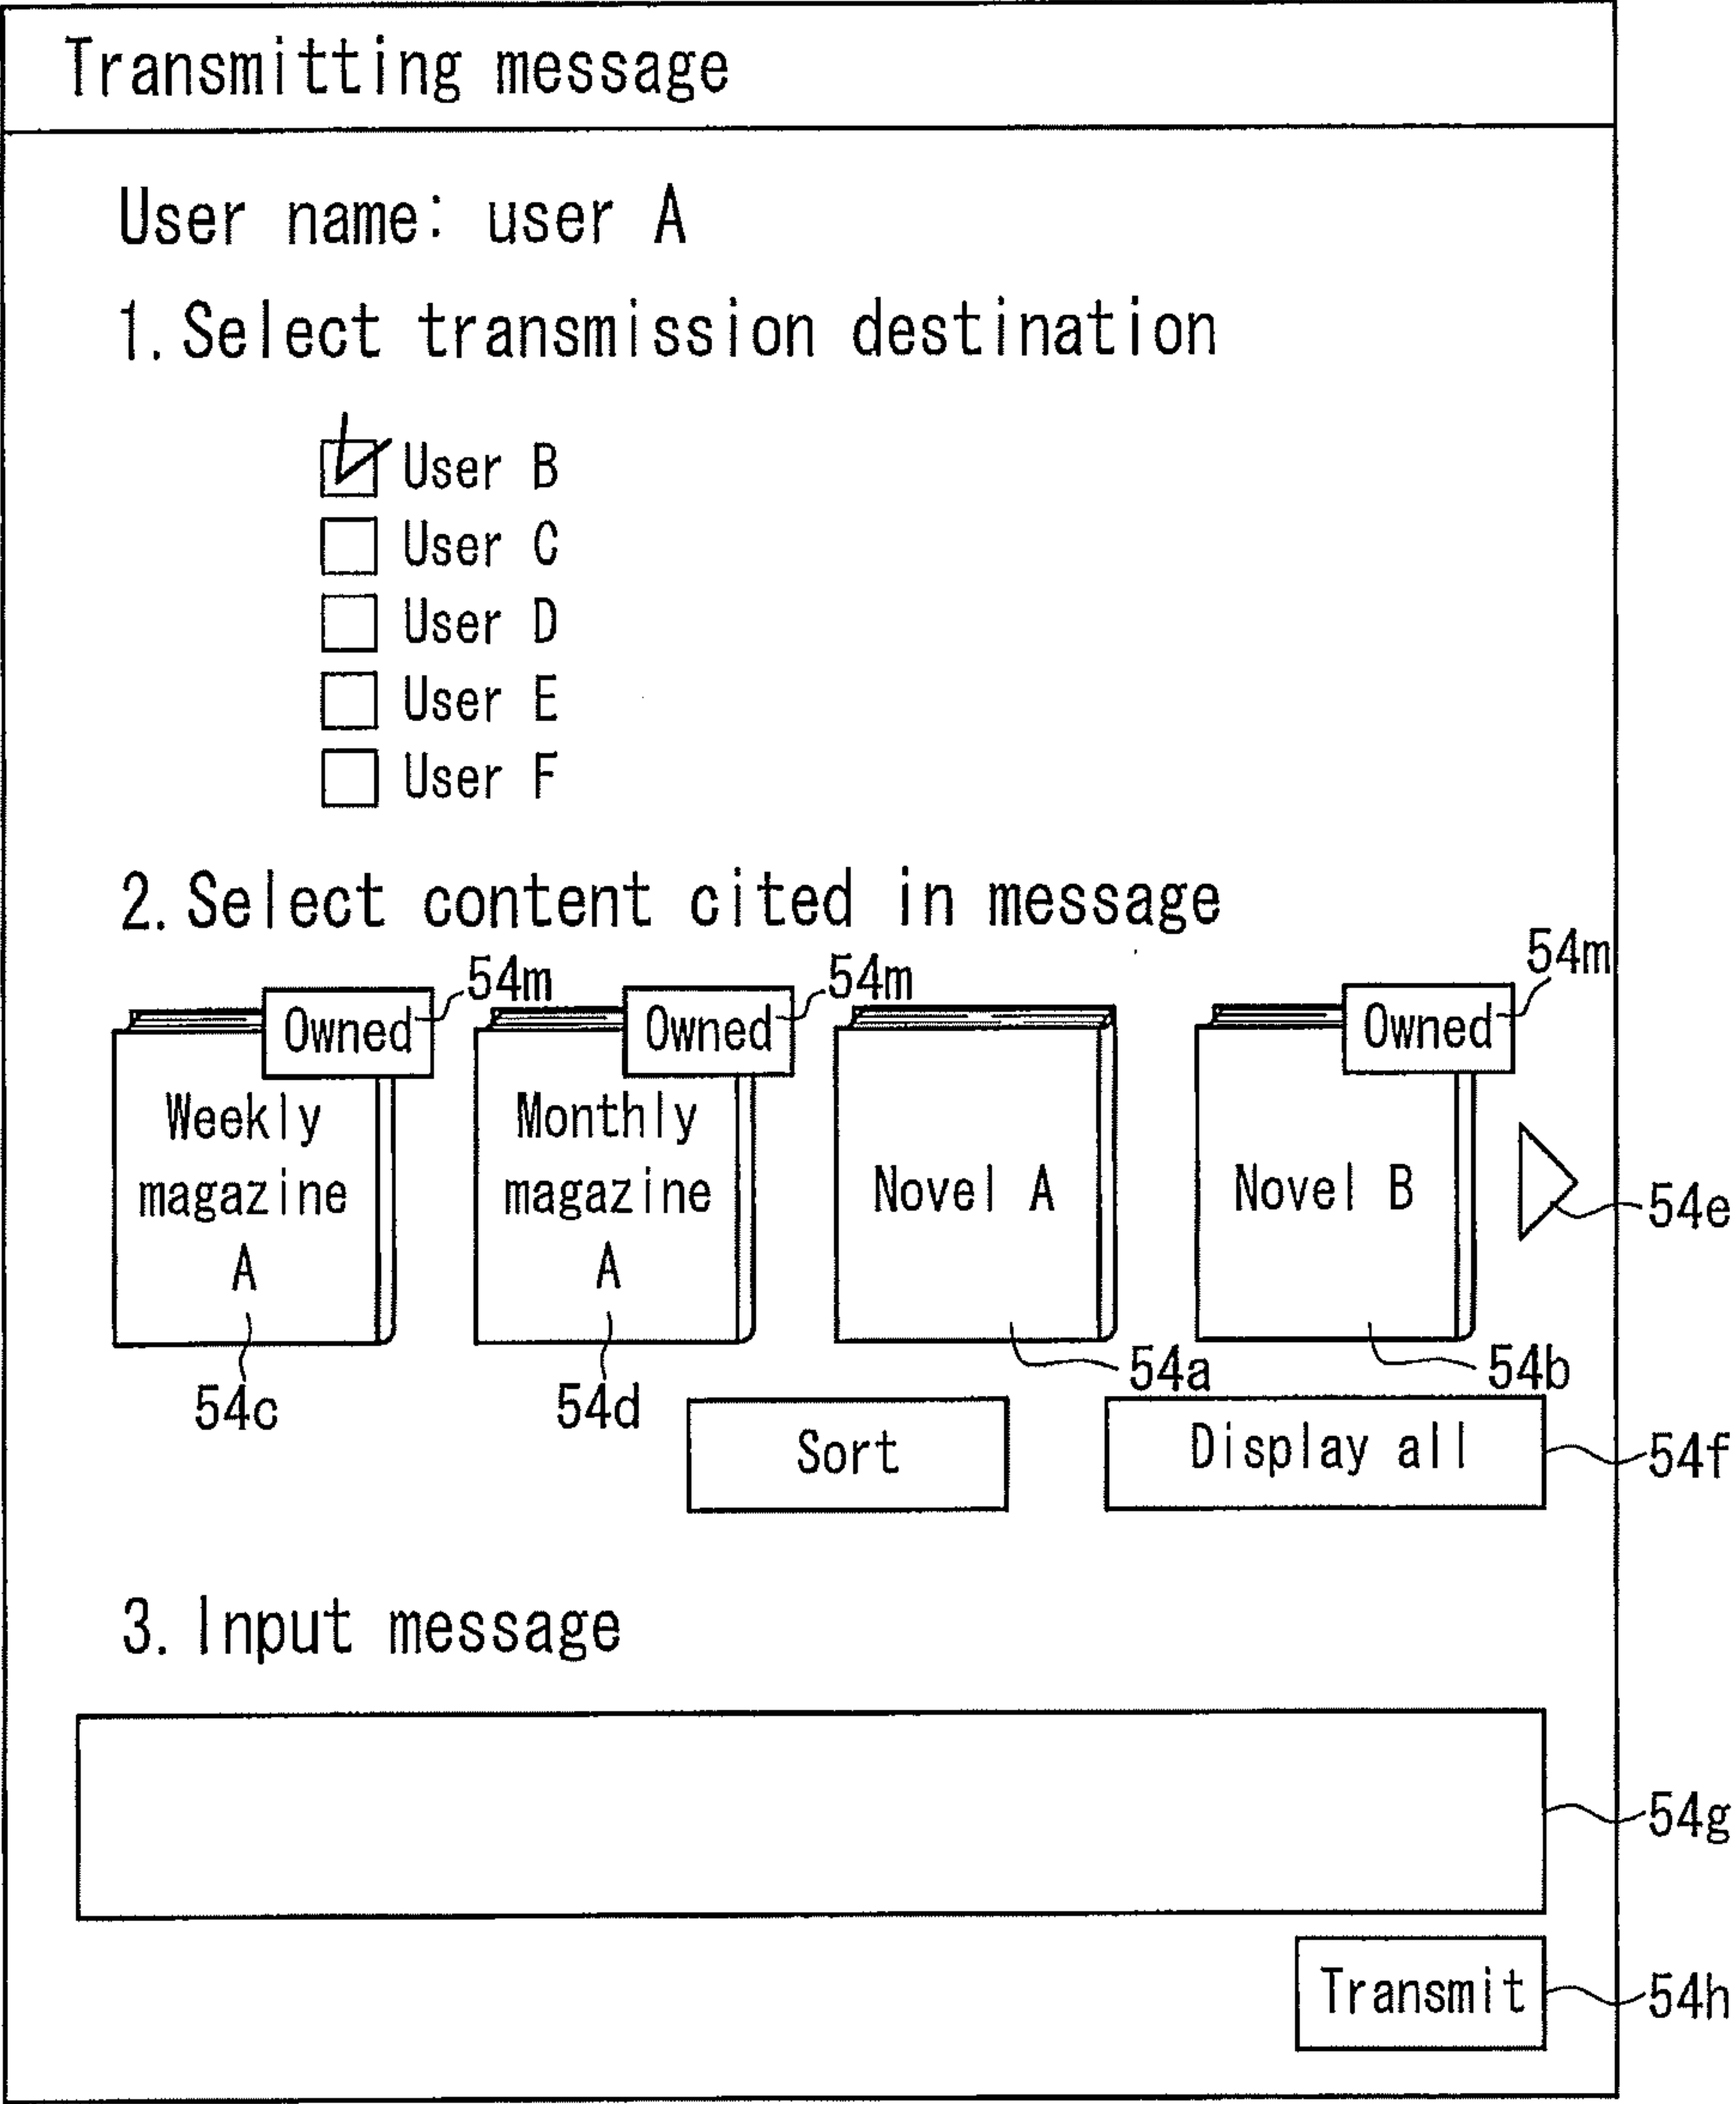 Transmitting message
User name: user A
1. Select transmission destination
User B
User C
User D
User E
User F
2. Select content cited in message
54m 54m 54m
Owned Owned Owned
Weekly magazine A
Monthly magazine A
Novel A
Novel B
54e
54c 54d 54a 54b
Sort Display all 54f
3. Input message
54g
Transmit 54h